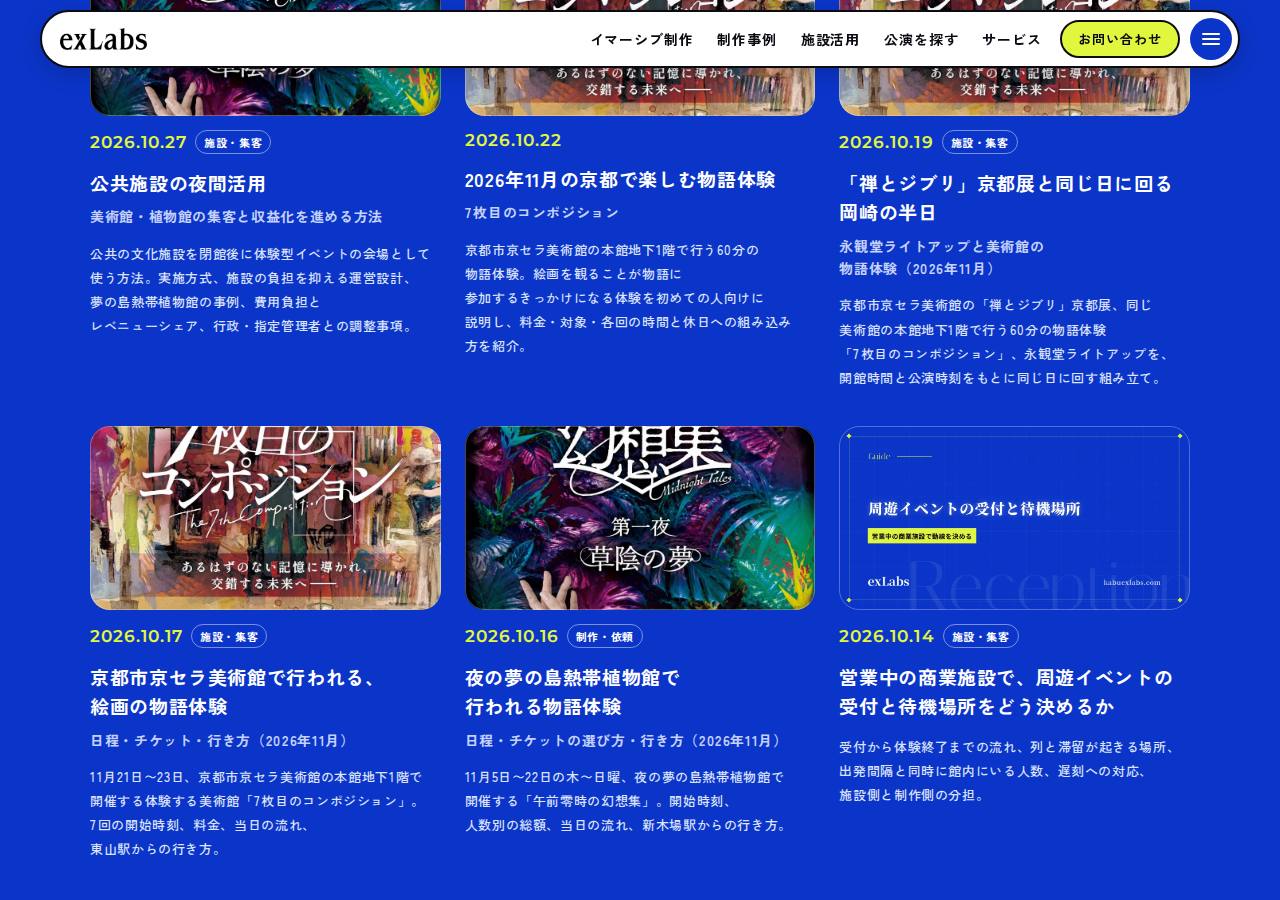 exLabs
イマーシブ制作
制作事例
施設活用
公演を探す
サービス
お問い合わせ
草陰の夢
あるはずのない記憶に導かれ、
交錯する未来へ――
あるはずのない記憶に導かれ、
交錯する未来へ――
2026.10.27
施設・集客
公共施設の夜間活用
美術館・植物館の集客と収益化を進める方法
公共の文化施設を閉館後に体験型イベントの会場として
使う方法。実施方式、施設の負担を抑える運営設計、
夢の島熱帯植物館の事例、費用負担と
レベニューシェア、行政・指定管理者との調整事項。
2026.10.22
2026年11月の京都で楽しむ物語体験
7枚目のコンポジション
京都市京セラ美術館の本館地下1階で行う60分の
物語体験。絵画を観ることが物語に
参加するきっかけになる体験を初めての人向けに
説明し、料金・対象・各回の時間と休日への組み込み
方を紹介。
2026.10.19
施設・集客
「禅とジブリ」京都展と同じ日に回る
岡崎の半日
永観堂ライトアップと美術館の
物語体験（2026年11月）
京都市京セラ美術館の「禅とジブリ」京都展、同じ
美術館の本館地下1階で行う60分の物語体験
「7枚目のコンポジション」、永観堂ライトアップを、
開館時間と公演時刻をもとに同じ日に回す組み立て。
7枚目の
コンポジション
The 7th Composition
あるはずのない記憶に導かれ、
交錯する未来へ――
2026.10.17
施設・集客
京都市京セラ美術館で行われる、
絵画の物語体験
日程・チケット・行き方（2026年11月）
11月21日〜23日、京都市京セラ美術館の本館地下1階で
開催する体験する美術館「7枚目のコンポジション」。
7回の開始時刻、料金、当日の流れ、
東山駅からの行き方。
幻想集
Midnight Tales
第一夜
草陰の夢
2026.10.16
制作・依頼
夜の夢の島熱帯植物館で
行われる物語体験
日程・チケットの選び方・行き方（2026年11月）
11月5日〜22日の木〜日曜、夜の夢の島熱帯植物館で
開催する「午前零時の幻想集」。開始時刻、
人数別の総額、当日の流れ、新木場駅からの行き方。
Guide
周遊イベントの受付と待機場所
営業中の商業施設で動線を決める
Reception
exLabs
kabuexlabs.com
2026.10.14
施設・集客
営業中の商業施設で、周遊イベントの
受付と待機場所をどう決めるか
受付から体験終了までの流れ、列と滞留が起きる場所、
出発間隔と同時に館内にいる人数、遅刻への対応、
施設側と制作側の分担。